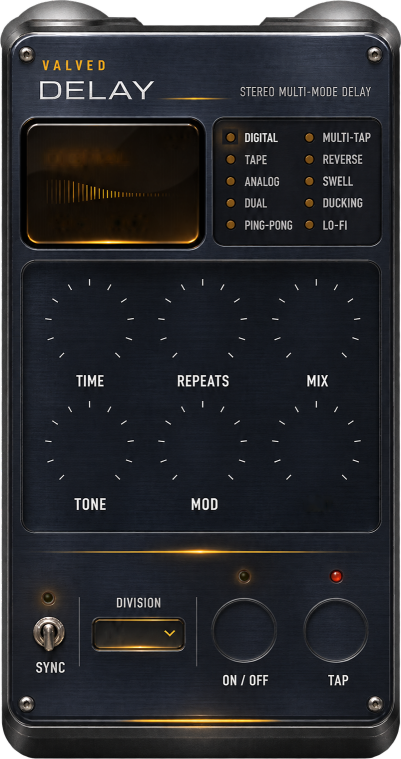 VALVED
DELAY
STEREO MULTI-MODE DELAY
DIGITAL MULTI-TAP
TAPE REVERSE
ANALOG SWELL
DUAL DUCKING
PING-PONG LO-FI
TIME REPEATS MIX
TONE MOD
DIVISION
SYNC
ON / OFF TAP